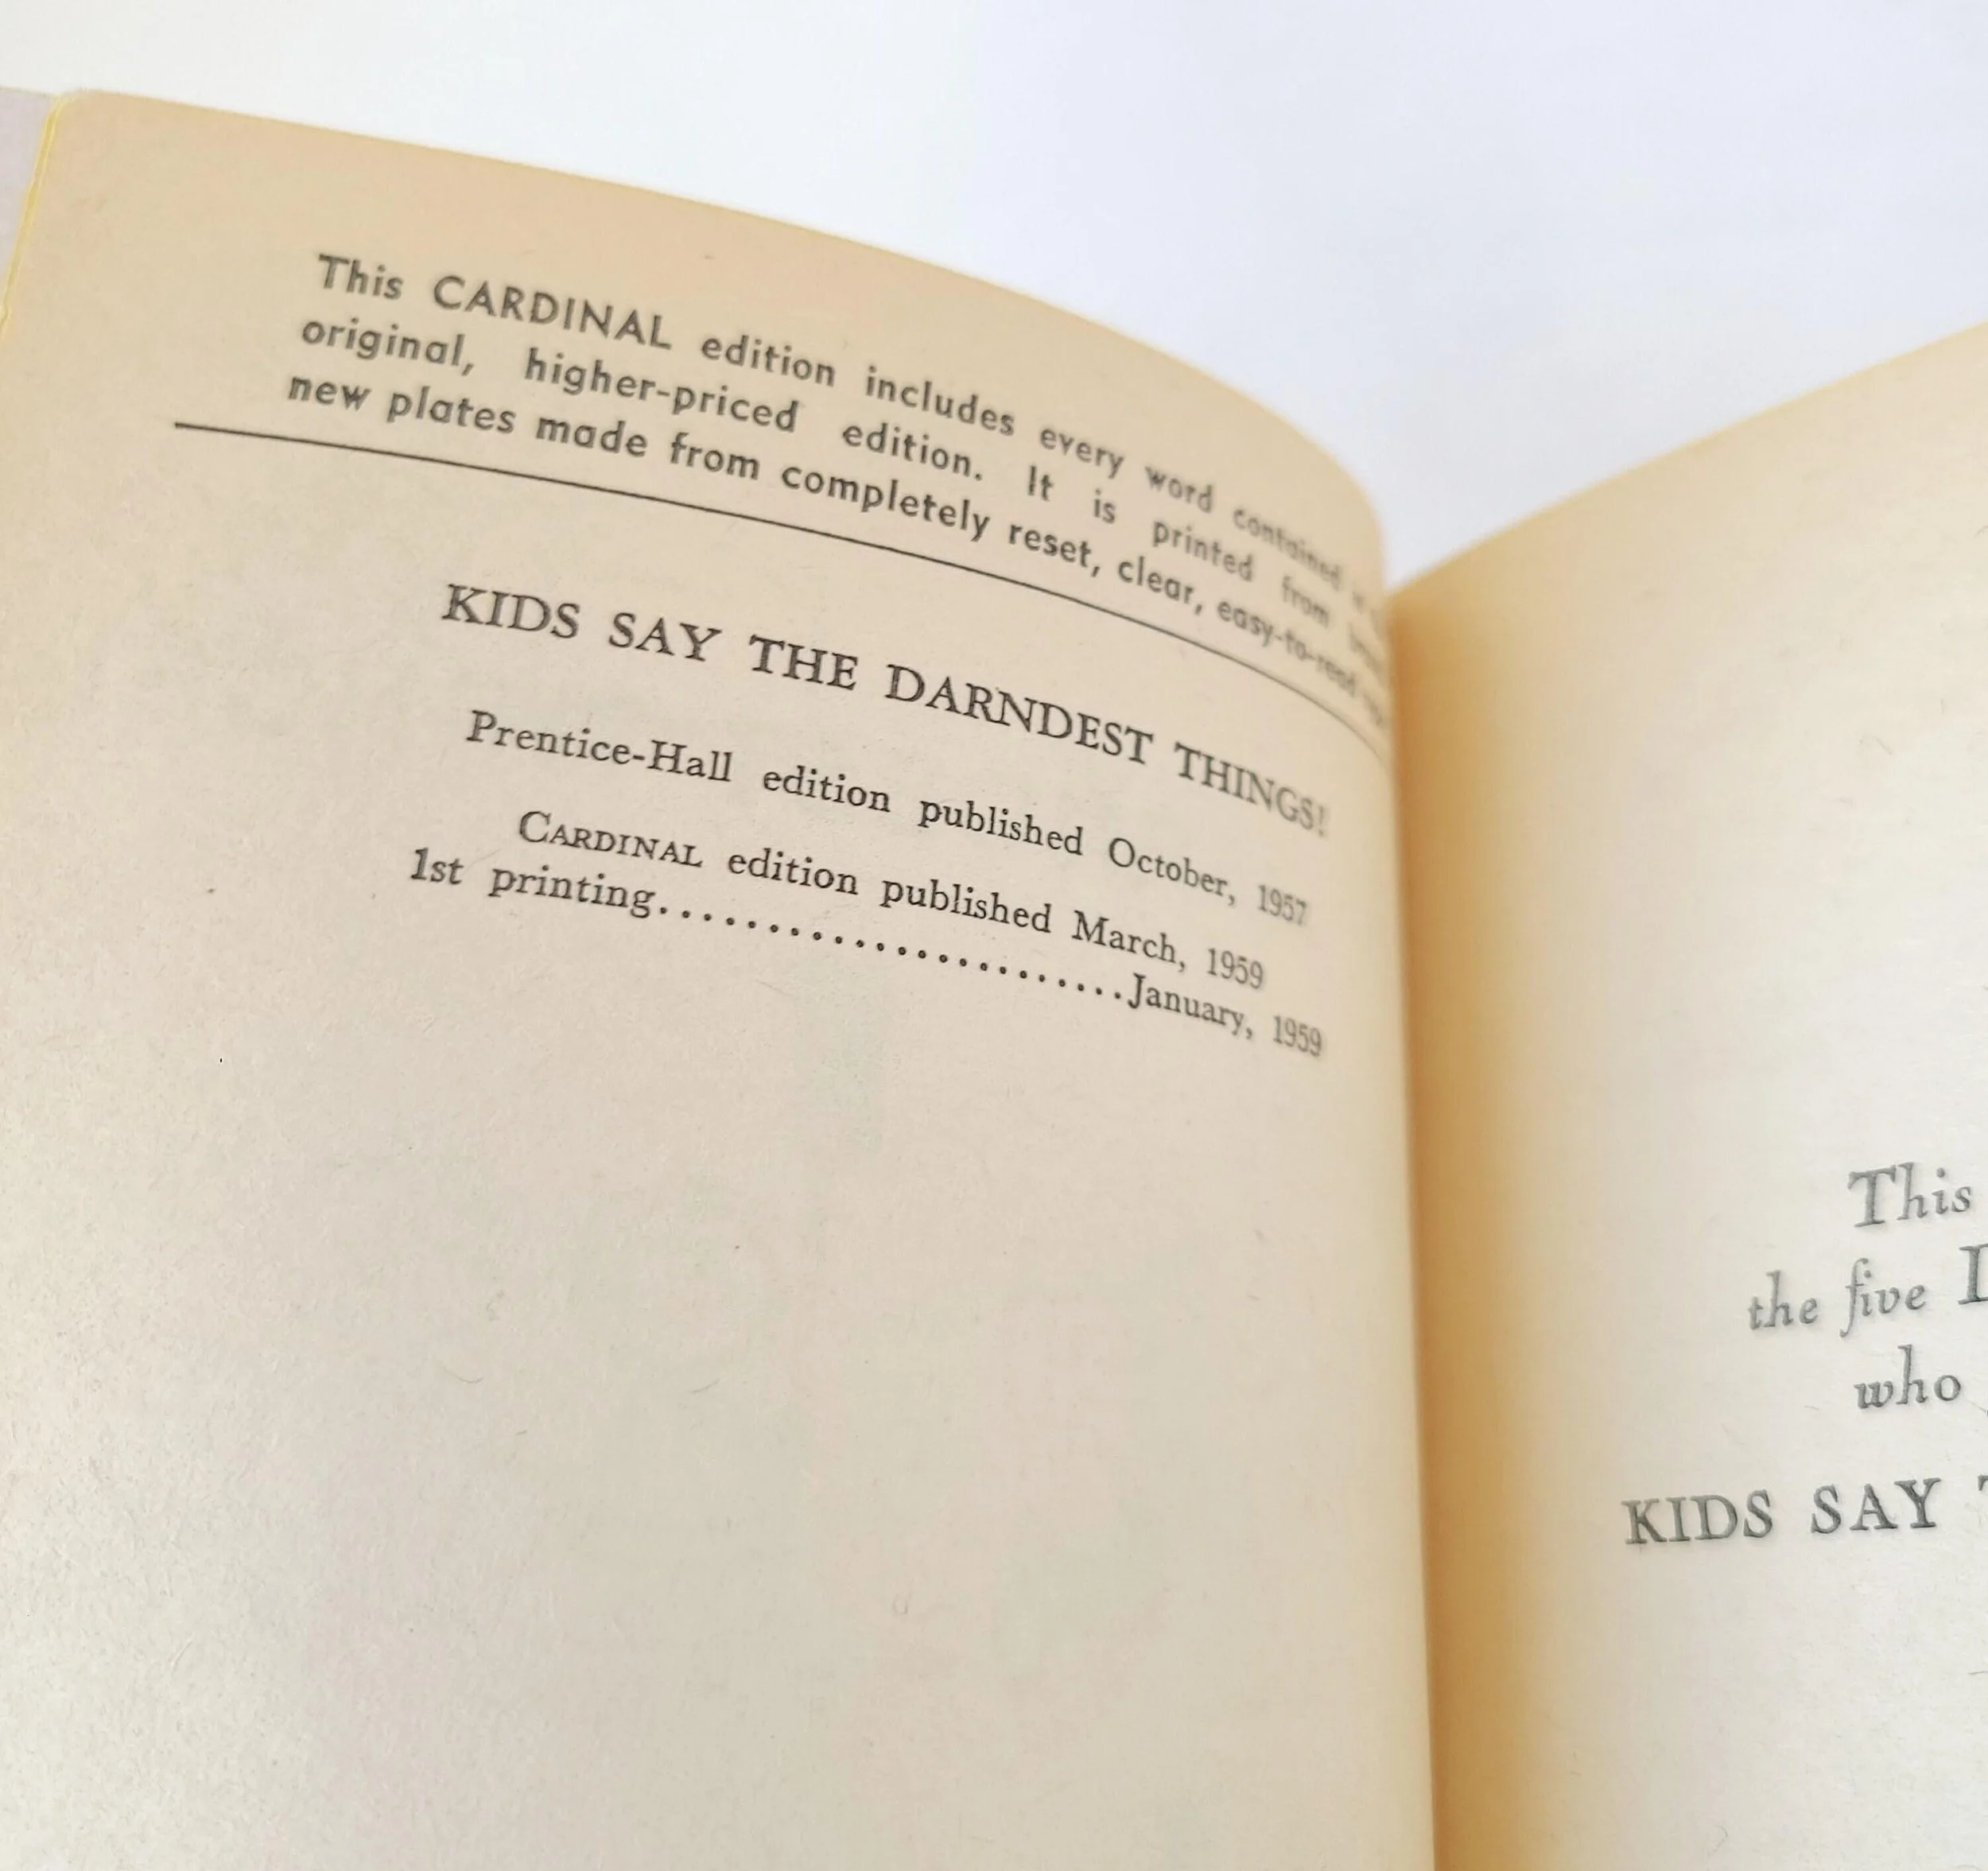 This CARDINAL edition includes every word contained in
original, higher-priced edition. It is printed from
new plates made from completely reset, clear, easy-to-read
KIDS SAY THE DARNDEST THINGS!
Prentice-Hall edition published October, 1957
CARDINAL edition published March, 1959
1st printing.......................January, 1959
This
the five
who
KIDS SAY